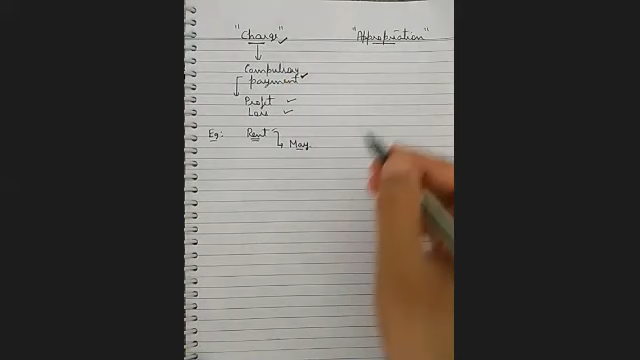 "Charge" "Appropriation"
Compulsory
payment
Profit
Loss
Eg: Rent
May